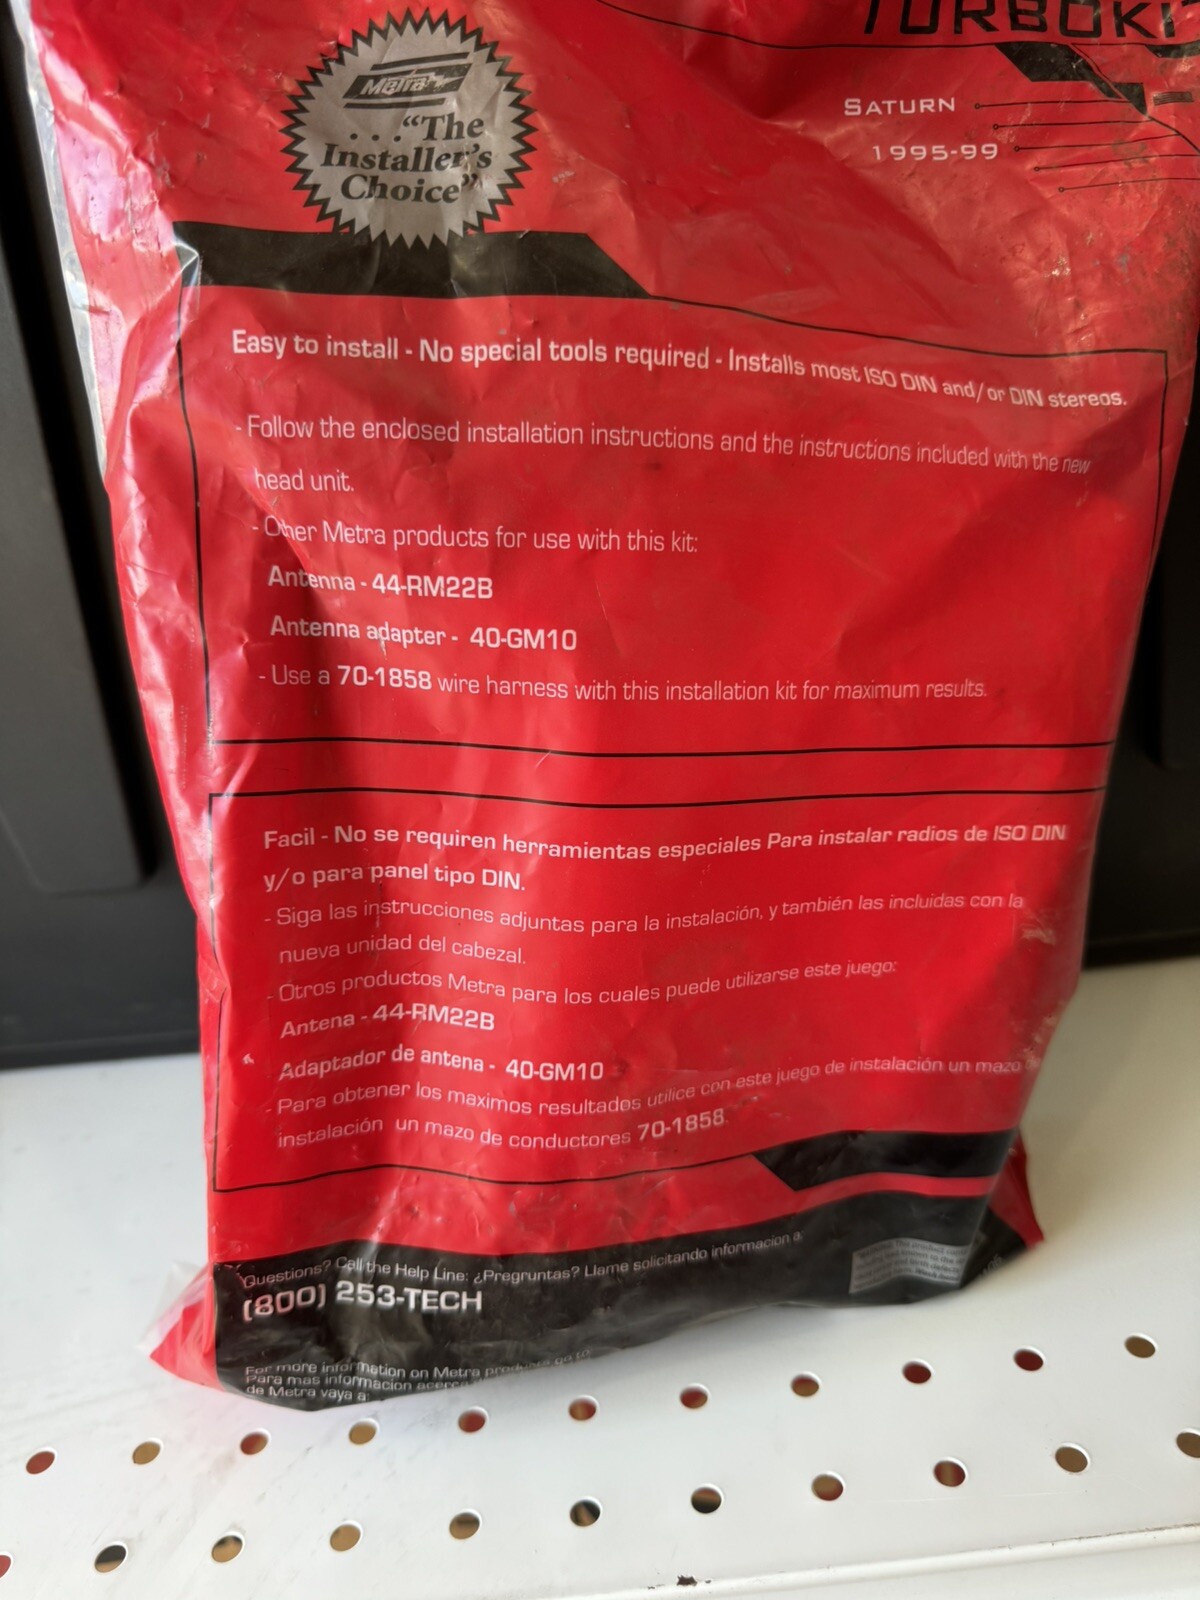 TURBOKI
SATURN
1995-99
Metra
..."The
Installer's
Choice"
Easy to install - No special tools required - Installs most ISO DIN and/or DIN stereos.
- Follow the enclosed installation instructions and the instructions included with the new
head unit.
- Other Metra products for use with this kit:
Antenna - 44-RM22B
Antenna adapter - 40-GM10
- Use a 70-1858 wire harness with this installation kit for maximum results.
Facil - No se requiren herramientas especiales Para instalar radios de ISO DIN
y/o para panel tipo DIN.
- Siga las instrucciones adjuntas para la instalación, y también las incluidas con la
nueva unidad del cabezal.
- Otros productos Metra para los cuales puede utilizarse este juego:
Antena - 44-RM22B
Adaptador de antena - 40-GM10
- Para obtener los maximos resultados utilice con este juego de instalación un mazo
instalación un mazo de conductores 70-1858.
Questions? Call the Help Line: ¿Pregruntas? Llame solicitando informacion a:
(800) 253-TECH
For more information on Metra products go to:
Para mas informacion acerca
de Metra vaya a: